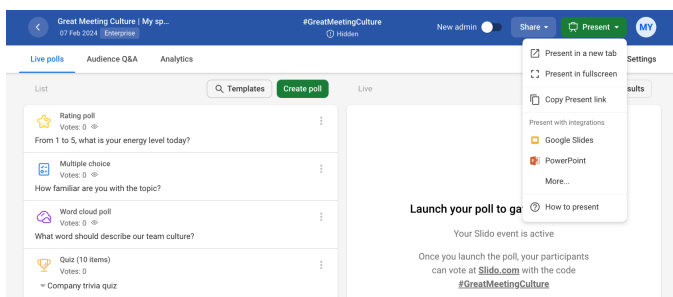 Great Meeting Culture | My sp...
07 Feb 2024 Enterprise
#GreatMeetingCulture
Hidden
New admin
Share
Present
MY
Live polls
Audience Q&A
Analytics
Settings
List
Templates
Create poll
Live
Rating poll
Votes: 0
From 1 to 5, what is your energy level today?
Multiple choice
Votes: 0
How familiar are you with the topic?
Word cloud poll
Votes: 0
What word should describe our team culture?
Quiz (10 items)
Votes: 0
Company trivia quiz
Present in a new tab
Present in fullscreen
Copy Present link
Present with integrations
Google Slides
PowerPoint
More...
How to present
Launch your poll to
Your Slido event is active
Once you launch the poll, your participants
can vote at Slido.com with the code
#GreatMeetingCulture